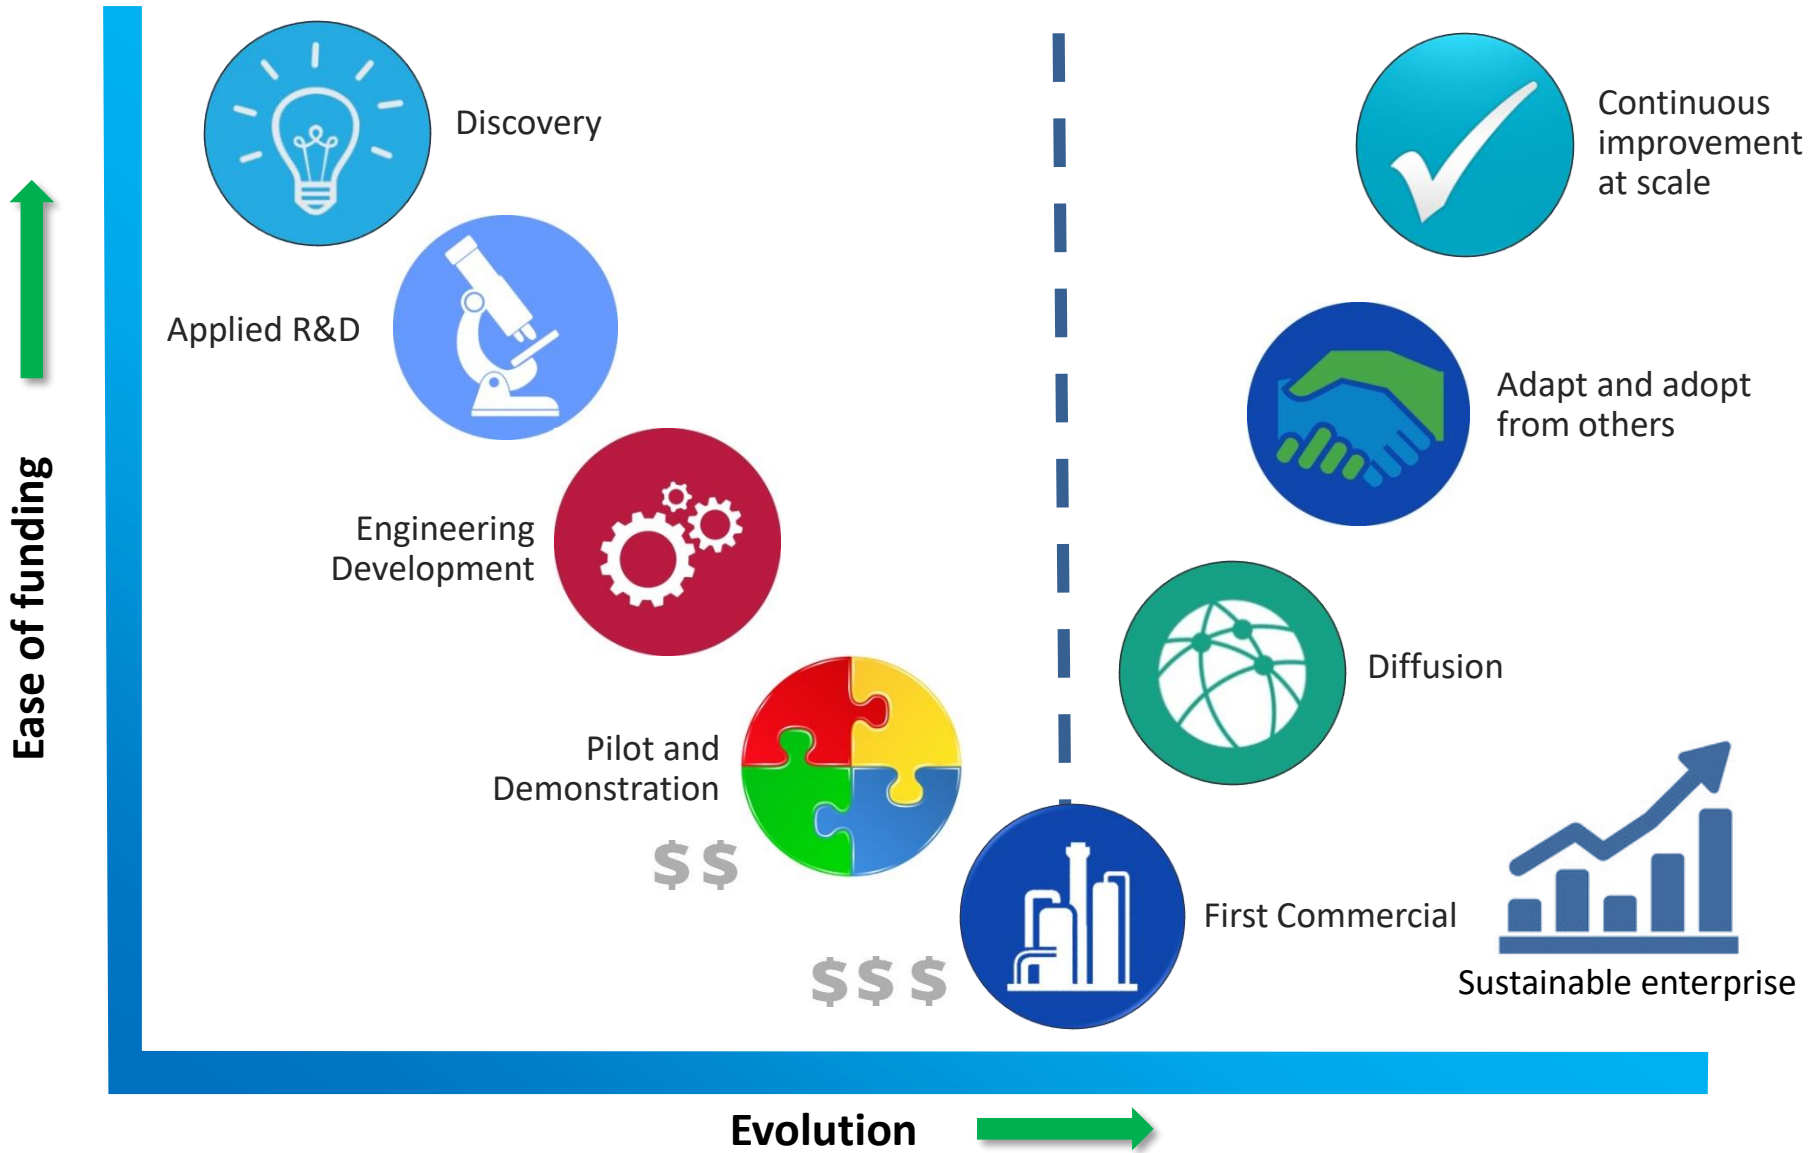 Discovery
Continuous
improvement
at scale
Applied R&D
Adapt and adopt
from others
Engineering
Development
Diffusion
Pilot and
Demonstration
$$
First Commercial
$$$
Sustainable enterprise
Ease of funding
Evolution